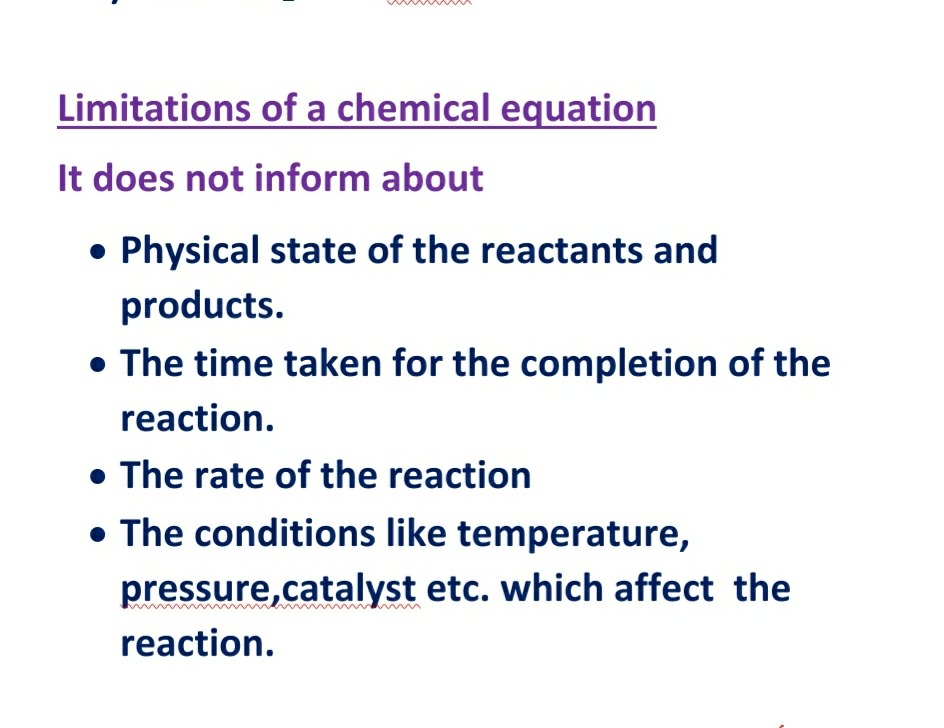 Limitations of a chemical equation
It does not inform about
• Physical state of the reactants and
products.
• The time taken for the completion of the
reaction.
• The rate of the reaction
• The conditions like temperature,
pressure,catalyst etc. which affect  the
reaction.